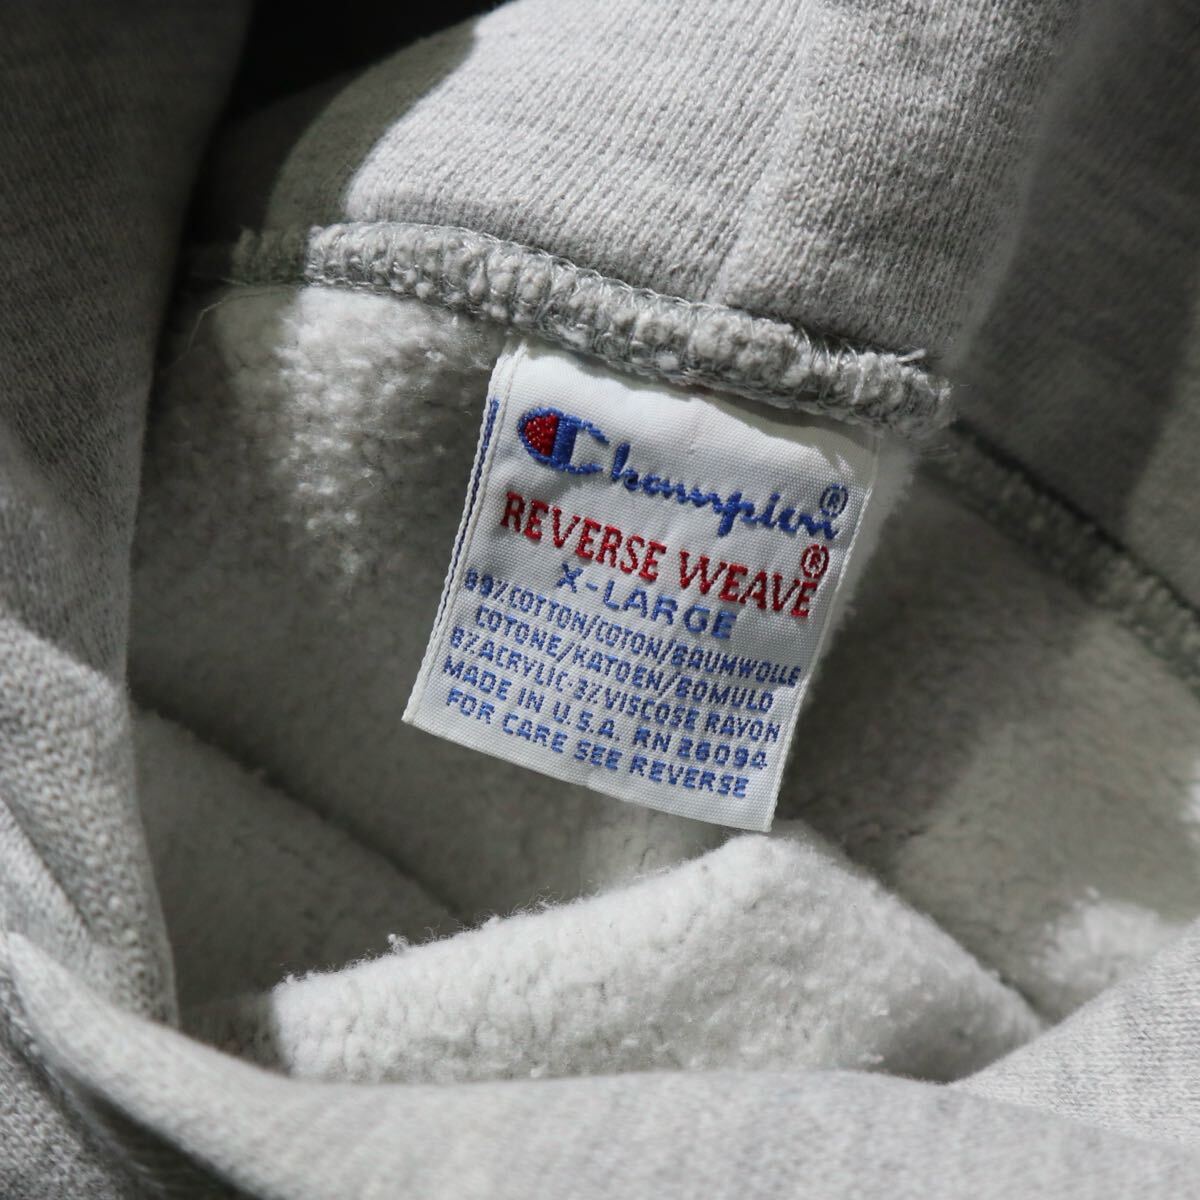 Champion®
REVERSE WEAVE®
X-LARGE
89%COTTON/COTON/BAUMWOLLE
COTONE/KATOEN/BOMULD
8%ACRYLIC-3%VISCOSE RAYON
MADE IN U.S.A. RN 26094
FOR CARE SEE REVERSE